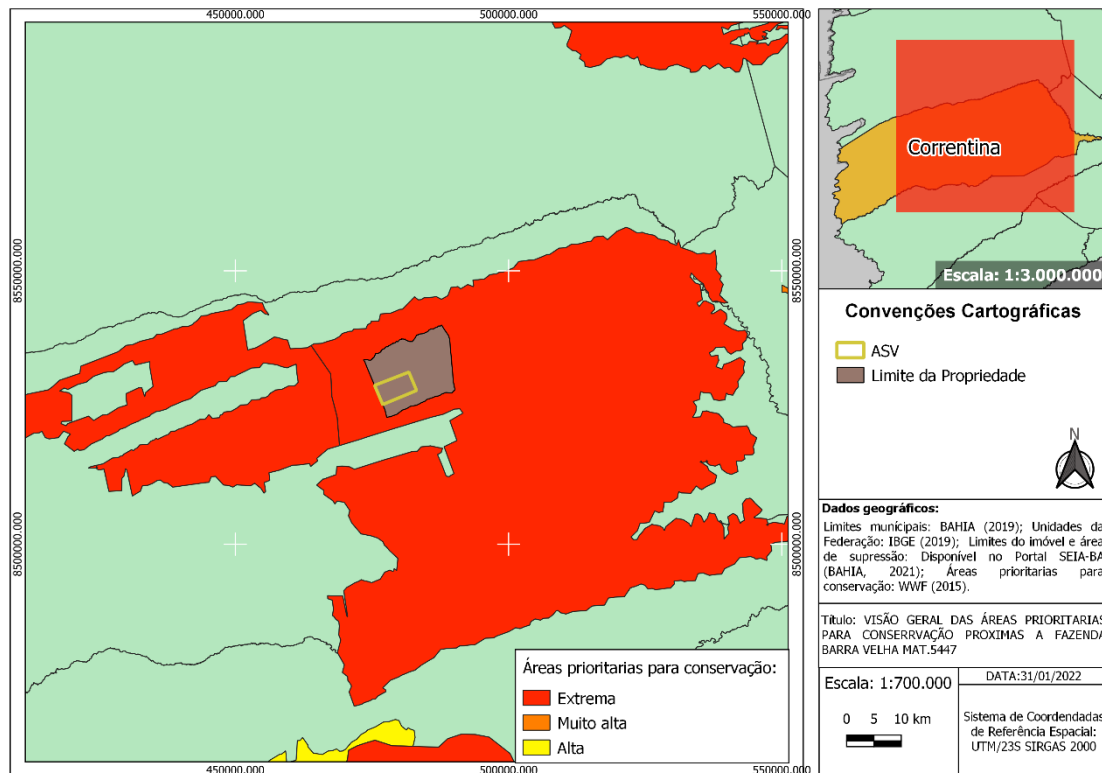 450000.000
500000.000
550000.000
8550000.000
8550000.000
8500000.000
8500000.000
450000.000
500000.000
550000.000
Áreas prioritarias para conservação:
Extrema
Muito alta
Alta
Correntina
Escala: 1:3.000.000
Convenções Cartográficas
ASV
Limite da Propriedade
N
Dados geográficos:
Limites municipais: BAHIA (2019); Unidades da
Federação: IBGE (2019); Limites do imóvel e área
de supressão: Disponível no Portal SEIA-BA
(BAHIA, 2021); Áreas prioritarias para
conservação: WWF (2015).
Título: VISÃO GERAL DAS ÁREAS PRIORITARIAS
PARA CONSERRVAÇÃO PROXIMAS A FAZENDA
BARRA VELHA MAT.5447
Escala: 1:700.000
0 5 10 km
DATA:31/01/2022
Sistema de Coordendadas
de Referência Espacial:
UTM/23S SIRGAS 2000